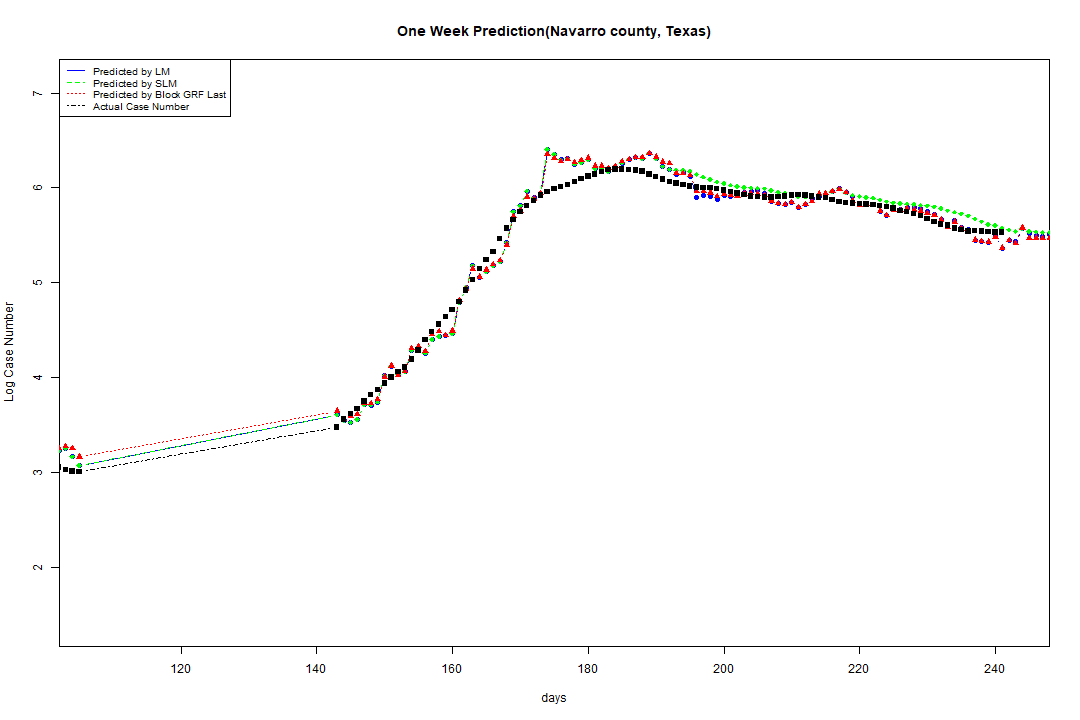 One Week Prediction(Navarro county, Texas)
Predicted by LM
Predicted by SLM
Predicted by Block GRF Last
Actual Case Number
7
6
5
4
3
2
Log Case Number
120 140 160 180 200 220 240
days